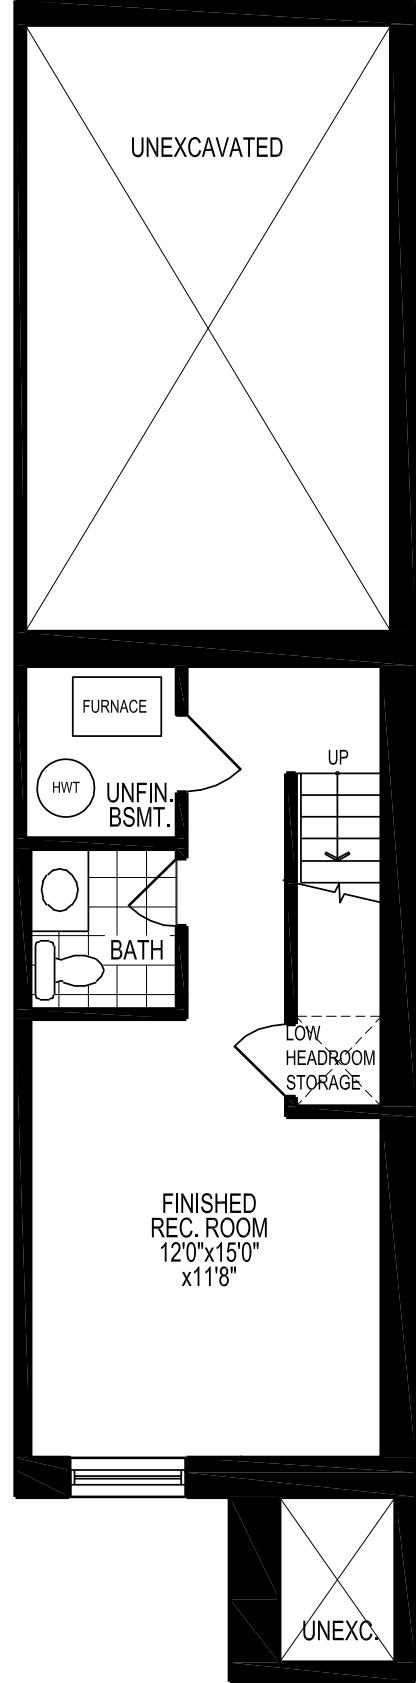 UNEXCAVATED
FURNACE
UP
HWT
UNFIN.
BSMT.
BATH
LOW
HEADROOM
STORAGE
FINISHED
REC. ROOM
12'0"x15'0"
x11'8"
UNEXC.